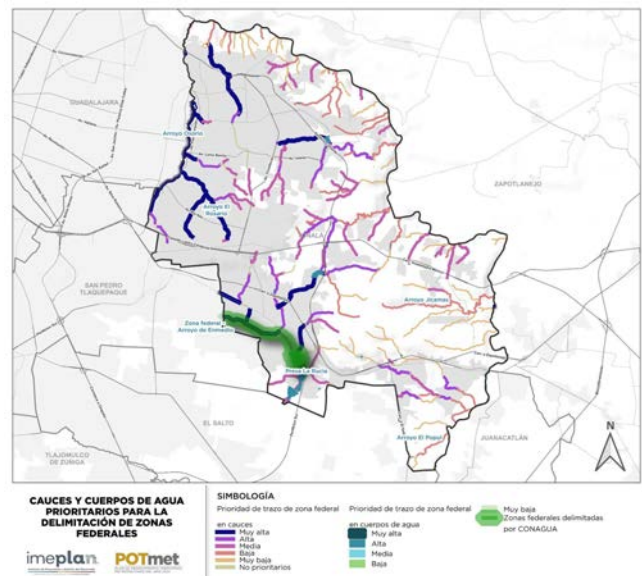 GUADALAJARA
Arroyo Osorio
ZAPOTLANEJO
Arroyo El
Rosario
SAN PEDRO
TLAQUEPAQUE
Arroyo Jicamas
Zona federal
Arroyo de Enmedio
Presa La Rucia
EL SALTO
Arroyo El Popul
JUANACATLÁN
TLAJOMULCO
DE ZÚÑIGA
N
CAUCES Y CUERPOS DE AGUA
PRIORITARIOS PARA LA
DELIMITACIÓN DE ZONAS
FEDERALES
imeplan
POTmet
SIMBOLOGÍA
Prioridad de trazo de zona federal
en cauces
Muy alta
Alta
Media
Baja
Muy baja
No prioritarios
Prioridad de trazo de zona federal
en cuerpos de agua
Muy alta
Alta
Media
Baja
Muy baja
Zonas federales delimitadas
por CONAGUA